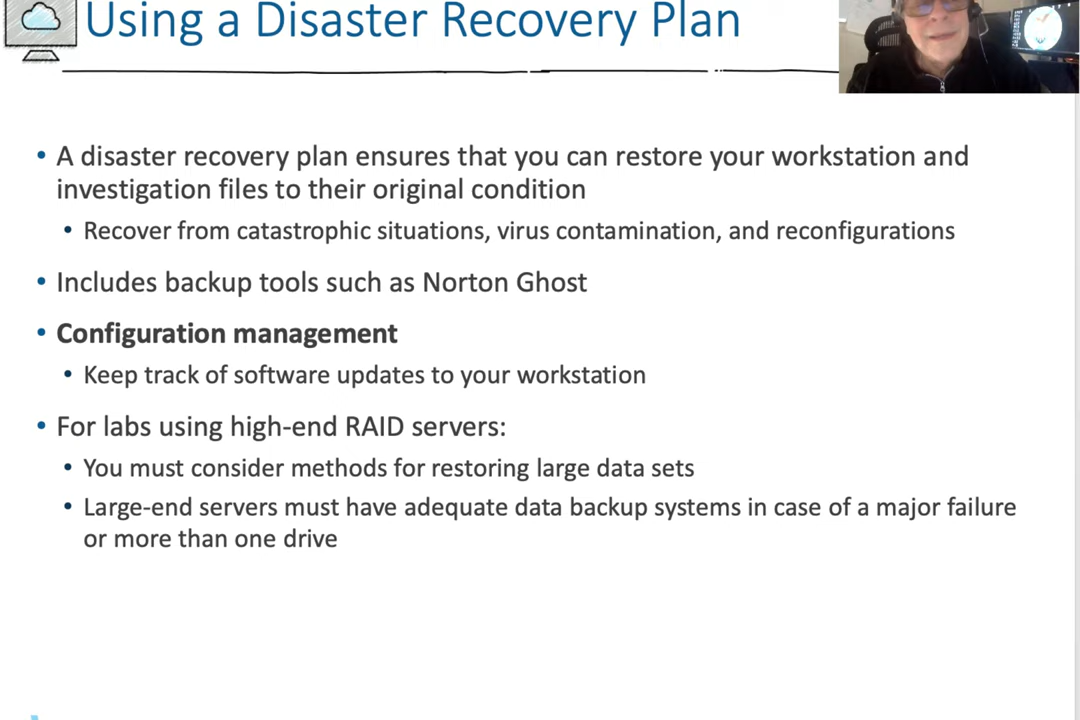 Using a Disaster Recovery Plan
• A disaster recovery plan ensures that you can restore your workstation and
investigation files to their original condition
• Recover from catastrophic situations, virus contamination, and reconfigurations
• Includes backup tools such as Norton Ghost
• Configuration management
• Keep track of software updates to your workstation
• For labs using high-end RAID servers:
• You must consider methods for restoring large data sets
• Large-end servers must have adequate data backup systems in case of a major failure
or more than one drive